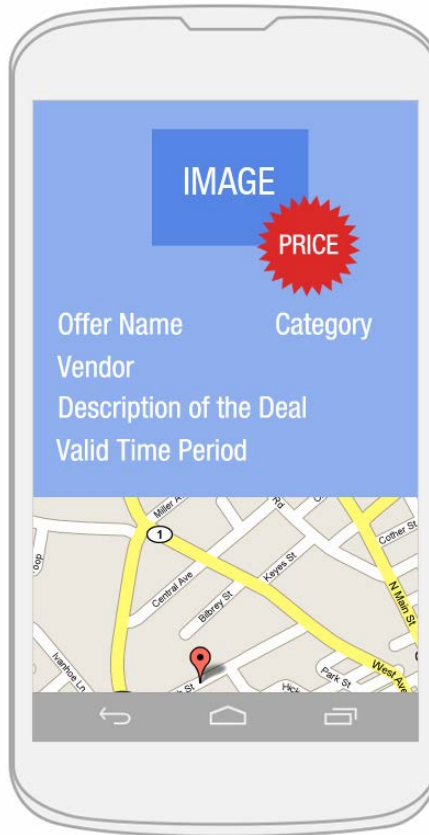 IMAGE
PRICE
Offer Name Category
Vendor
Description of the Deal
Valid Time Period
Miller
Rd
1
Cother St
Central Ave
Keyes St
Bilbrey St
N Main St
Ivanhoe Ln
Park St
West Ave
St